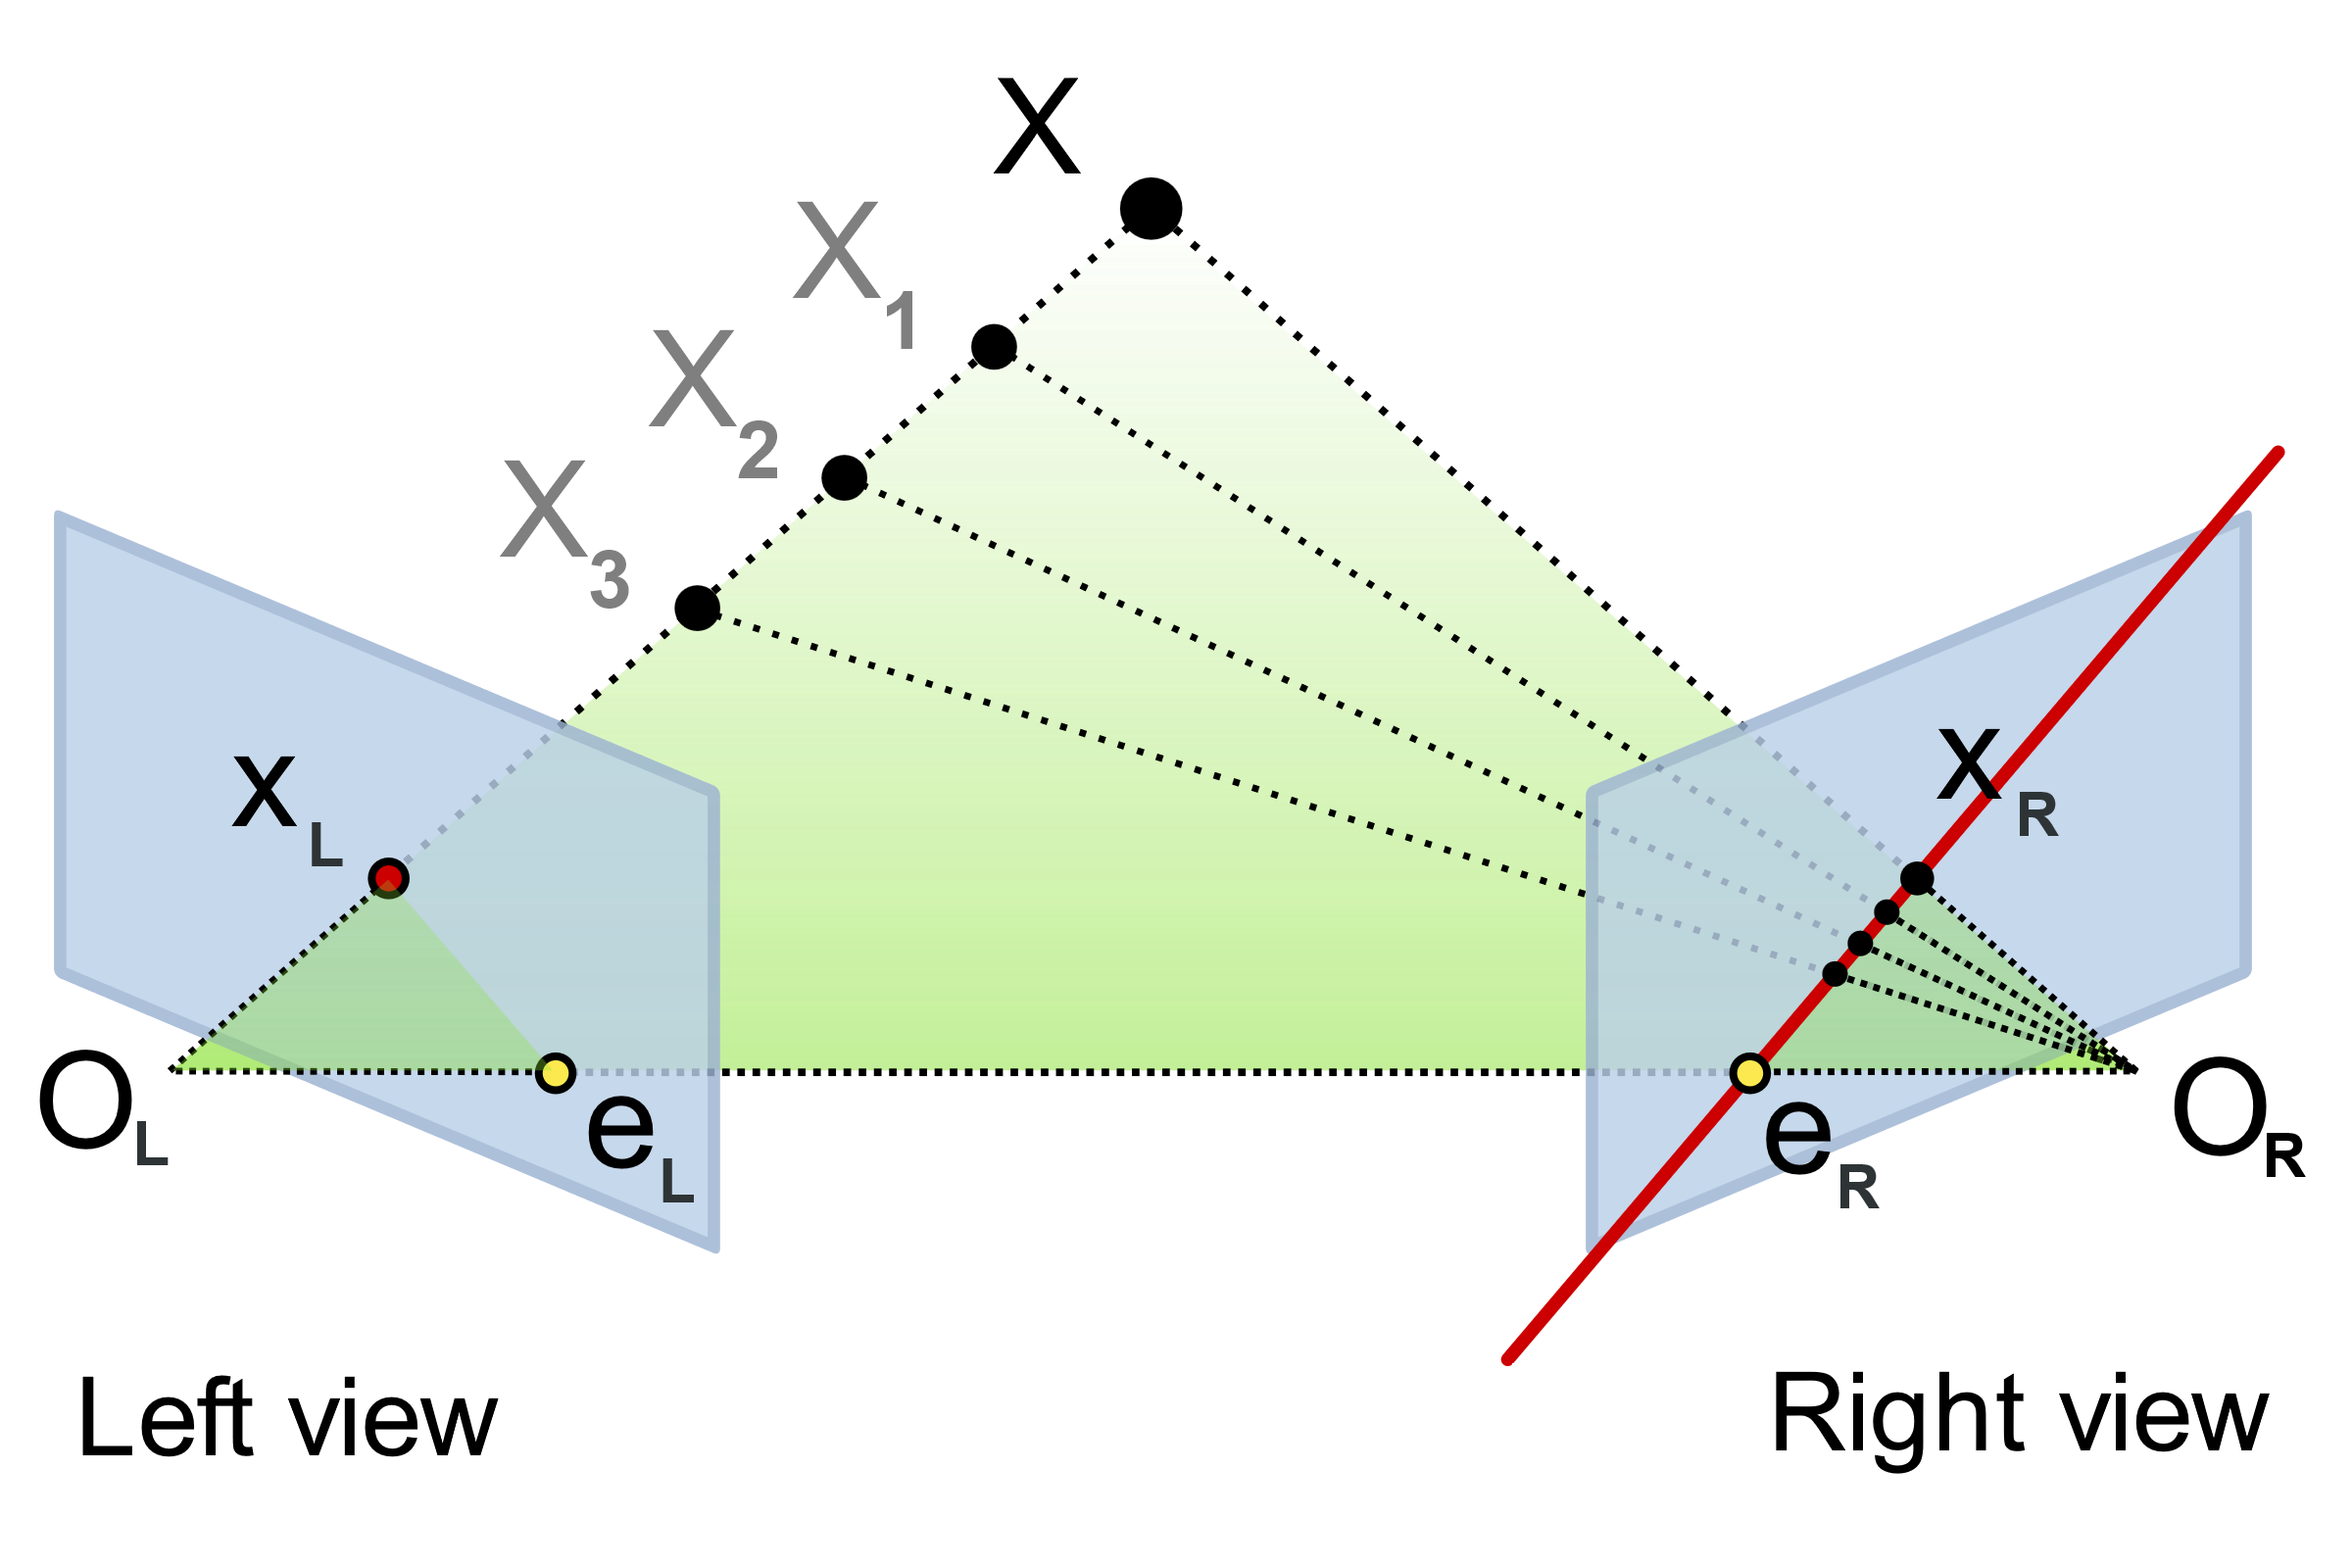 X
X1
X2
X3
XL
XR
OL
eL
eR
OR
Left view
Right view